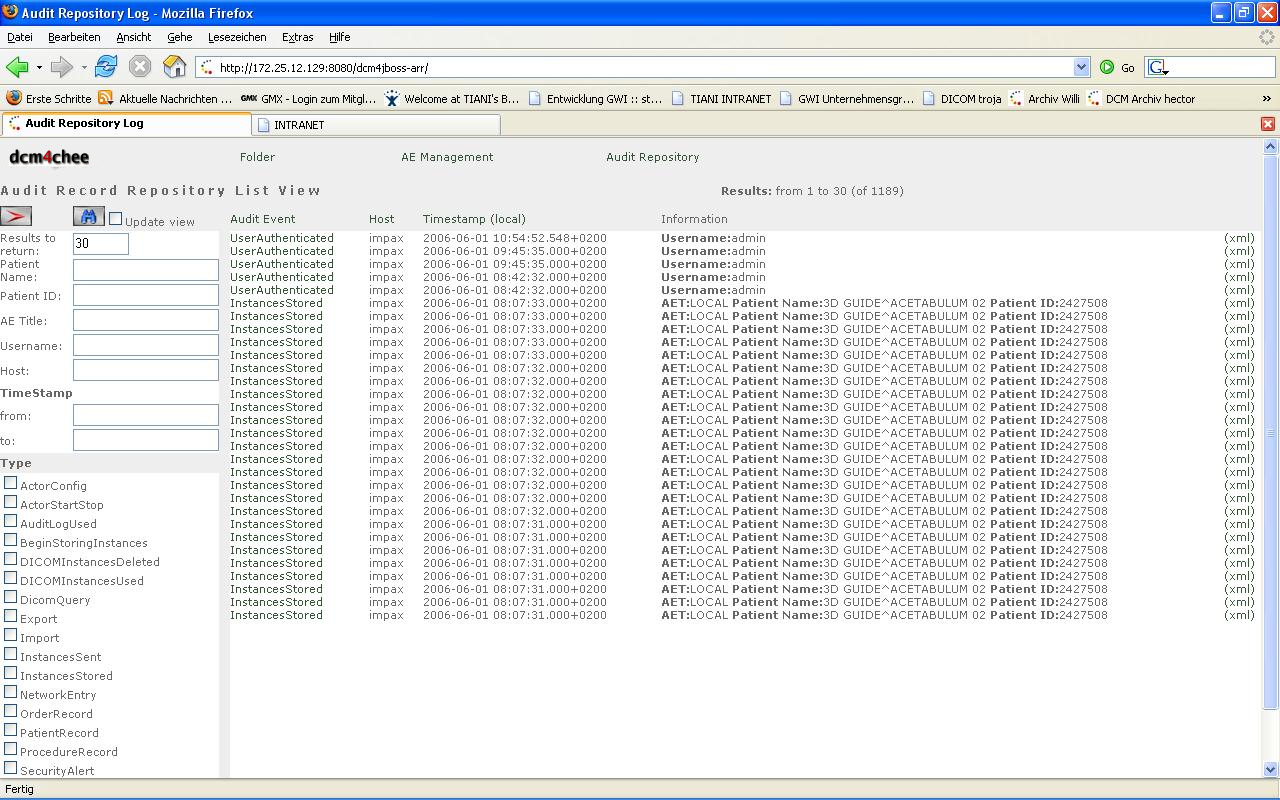 Audit Repository Log - Mozilla Firefox
Datei Bearbeiten Ansicht Gehe Lesezeichen Extras Hilfe
http://172.25.12.129:8080/dcm4jboss-arr/ Go G
Erste Schritte Aktuelle Nachrichten ... GMX GMX - Login zum Mitgl... Welcome at TIANI's B... Entwicklung GWI :: st... TIANI INTRANET GWI Unternehmensgr... DICOM troja Archiv Willi DCM Archiv hector »
Audit Repository Log INTRANET
dcm4chee Folder AE Management Audit Repository
Audit Record Repository List View Results: from 1 to 30 (of 1189)
Update view Audit Event Host Timestamp (local) Information
Results to return: 30
Patient Name:
Patient ID:
AE Title:
Username:
Host:
TimeStamp
from:
to:
Type
ActorConfig
ActorStartStop
AuditLogUsed
BeginStoringInstances
DICOMInstancesDeleted
DICOMInstancesUsed
DicomQuery
Export
Import
InstancesSent
InstancesStored
NetworkEntry
OrderRecord
PatientRecord
ProcedureRecord
SecurityAlert
UserAuthenticated impax 2006-06-01 10:54:52.548+0200 Username:admin (xml)
UserAuthenticated impax 2006-06-01 09:45:35.000+0200 Username:admin (xml)
UserAuthenticated impax 2006-06-01 09:45:35.000+0200 Username:admin (xml)
UserAuthenticated impax 2006-06-01 08:42:32.000+0200 Username:admin (xml)
UserAuthenticated impax 2006-06-01 08:42:32.000+0200 Username:admin (xml)
InstancesStored impax 2006-06-01 08:07:33.000+0200 AET:LOCAL Patient Name:3D GUIDE^ACETABULUM 02 Patient ID:2427508 (xml)
InstancesStored impax 2006-06-01 08:07:33.000+0200 AET:LOCAL Patient Name:3D GUIDE^ACETABULUM 02 Patient ID:2427508 (xml)
InstancesStored impax 2006-06-01 08:07:33.000+0200 AET:LOCAL Patient Name:3D GUIDE^ACETABULUM 02 Patient ID:2427508 (xml)
InstancesStored impax 2006-06-01 08:07:33.000+0200 AET:LOCAL Patient Name:3D GUIDE^ACETABULUM 02 Patient ID:2427508 (xml)
InstancesStored impax 2006-06-01 08:07:33.000+0200 AET:LOCAL Patient Name:3D GUIDE^ACETABULUM 02 Patient ID:2427508 (xml)
InstancesStored impax 2006-06-01 08:07:32.000+0200 AET:LOCAL Patient Name:3D GUIDE^ACETABULUM 02 Patient ID:2427508 (xml)
InstancesStored impax 2006-06-01 08:07:32.000+0200 AET:LOCAL Patient Name:3D GUIDE^ACETABULUM 02 Patient ID:2427508 (xml)
InstancesStored impax 2006-06-01 08:07:32.000+0200 AET:LOCAL Patient Name:3D GUIDE^ACETABULUM 02 Patient ID:2427508 (xml)
InstancesStored impax 2006-06-01 08:07:32.000+0200 AET:LOCAL Patient Name:3D GUIDE^ACETABULUM 02 Patient ID:2427508 (xml)
InstancesStored impax 2006-06-01 08:07:32.000+0200 AET:LOCAL Patient Name:3D GUIDE^ACETABULUM 02 Patient ID:2427508 (xml)
InstancesStored impax 2006-06-01 08:07:32.000+0200 AET:LOCAL Patient Name:3D GUIDE^ACETABULUM 02 Patient ID:2427508 (xml)
InstancesStored impax 2006-06-01 08:07:32.000+0200 AET:LOCAL Patient Name:3D GUIDE^ACETABULUM 02 Patient ID:2427508 (xml)
InstancesStored impax 2006-06-01 08:07:32.000+0200 AET:LOCAL Patient Name:3D GUIDE^ACETABULUM 02 Patient ID:2427508 (xml)
InstancesStored impax 2006-06-01 08:07:32.000+0200 AET:LOCAL Patient Name:3D GUIDE^ACETABULUM 02 Patient ID:2427508 (xml)
InstancesStored impax 2006-06-01 08:07:32.000+0200 AET:LOCAL Patient Name:3D GUIDE^ACETABULUM 02 Patient ID:2427508 (xml)
InstancesStored impax 2006-06-01 08:07:32.000+0200 AET:LOCAL Patient Name:3D GUIDE^ACETABULUM 02 Patient ID:2427508 (xml)
InstancesStored impax 2006-06-01 08:07:31.000+0200 AET:LOCAL Patient Name:3D GUIDE^ACETABULUM 02 Patient ID:2427508 (xml)
InstancesStored impax 2006-06-01 08:07:31.000+0200 AET:LOCAL Patient Name:3D GUIDE^ACETABULUM 02 Patient ID:2427508 (xml)
InstancesStored impax 2006-06-01 08:07:31.000+0200 AET:LOCAL Patient Name:3D GUIDE^ACETABULUM 02 Patient ID:2427508 (xml)
InstancesStored impax 2006-06-01 08:07:31.000+0200 AET:LOCAL Patient Name:3D GUIDE^ACETABULUM 02 Patient ID:2427508 (xml)
InstancesStored impax 2006-06-01 08:07:31.000+0200 AET:LOCAL Patient Name:3D GUIDE^ACETABULUM 02 Patient ID:2427508 (xml)
InstancesStored impax 2006-06-01 08:07:31.000+0200 AET:LOCAL Patient Name:3D GUIDE^ACETABULUM 02 Patient ID:2427508 (xml)
InstancesStored impax 2006-06-01 08:07:31.000+0200 AET:LOCAL Patient Name:3D GUIDE^ACETABULUM 02 Patient ID:2427508 (xml)
InstancesStored impax 2006-06-01 08:07:31.000+0200 AET:LOCAL Patient Name:3D GUIDE^ACETABULUM 02 Patient ID:2427508 (xml)
Fertig